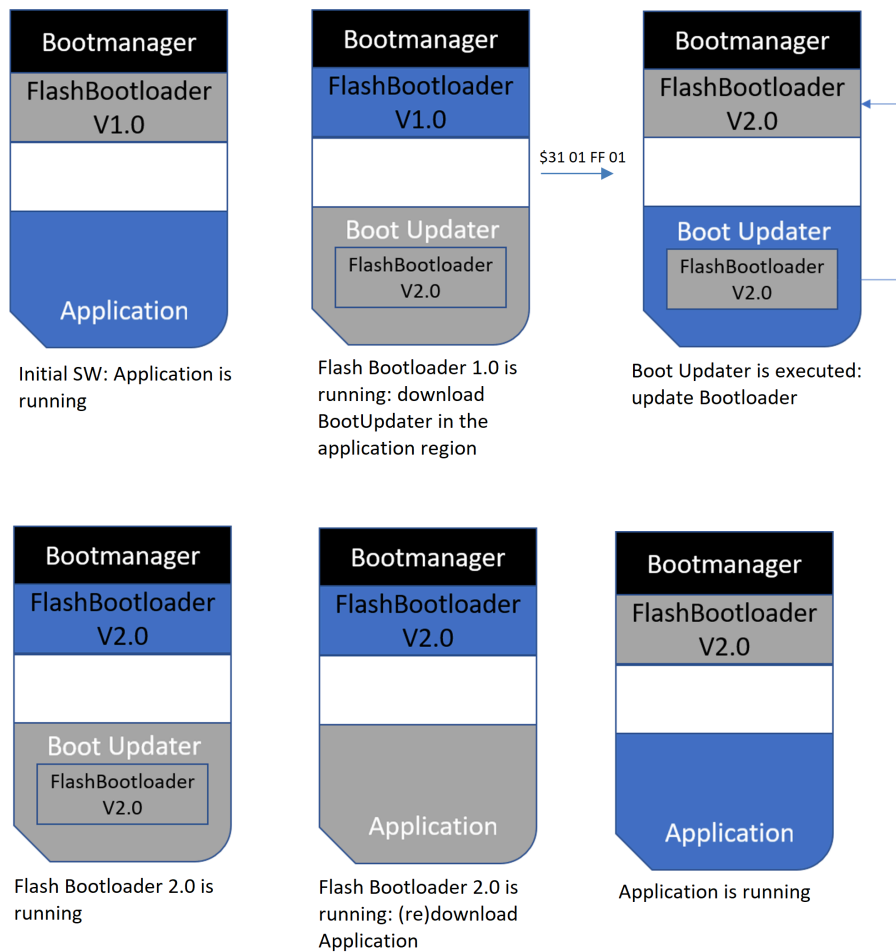 Bootmanager
FlashBootloader
V1.0
Application
Initial SW: Application is
running
Bootmanager
FlashBootloader
V1.0
Boot Updater
FlashBootloader
V2.0
Flash Bootloader 1.0 is
running: download
BootUpdater in the
application region
$31 01 FF 01
Bootmanager
FlashBootloader
V2.0
Boot Updater
FlashBootloader
V2.0
Boot Updater is executed:
update Bootloader
Bootmanager
FlashBootloader
V2.0
Boot Updater
FlashBootloader
V2.0
Flash Bootloader 2.0 is
running
Bootmanager
FlashBootloader
V2.0
Application
Flash Bootloader 2.0 is
running: (re)download
Application
Bootmanager
FlashBootloader
V2.0
Application
Application is running